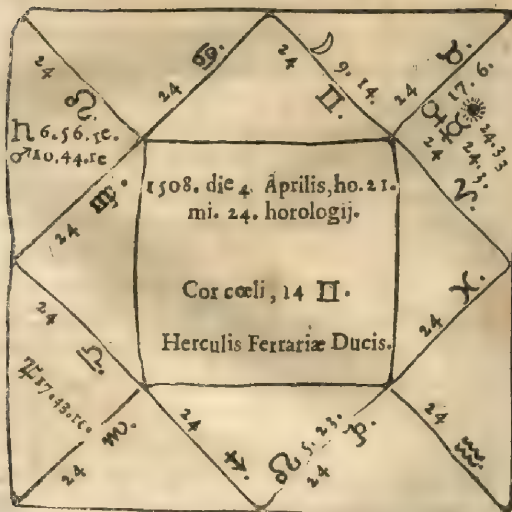 24 ♋.
24 ☽ 9. 14. ♊.
24 ♉.
♀ 17. 6.
☿ ☉ 24. 33
24 24. 3.
24 ♌
♄ 6. 56. re.
♂ 10. 44. re
24 ♍.
1508. die 4. Aprilis, ho. 21.
mi. 24. horologij.
Cor cœli, 14 ♊.
Herculis Ferrariæ Ducis.
24 ♓.
24 ♎.
♃ 17. 43. re.
24 ♏.
24 ♐.
☊ 5. 23. ♑.
24
24 ♒